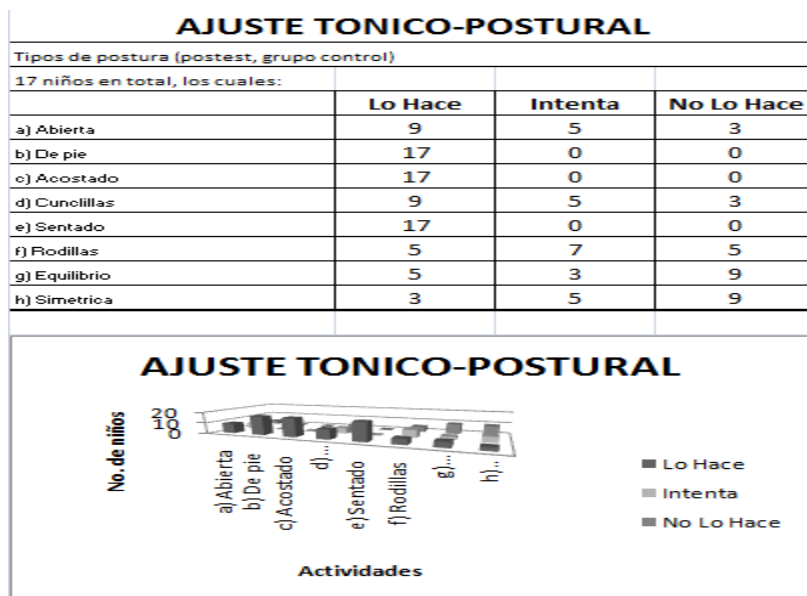 AJUSTE TONICO-POSTURAL
Tipos de postura (postest, grupo control)
17 niños en total, los cuales:
Lo Hace Intenta No Lo Hace
a) Abierta 9 5 3
b) De pie 17 0 0
c) Acostado 17 0 0
d) Cunclillas 9 5 3
e) Sentado 17 0 0
f) Rodillas 5 7 5
g) Equilibrio 5 3 9
h) Simetrica 3 5 9
AJUSTE TONICO-POSTURAL
No. de niños
20
10
0
a) Abierta
b) De pie
c) Acostado
d)...
e) Sentado
f) Rodillas
g)...
h)..
Lo Hace
Intenta
No Lo Hace
Actividades